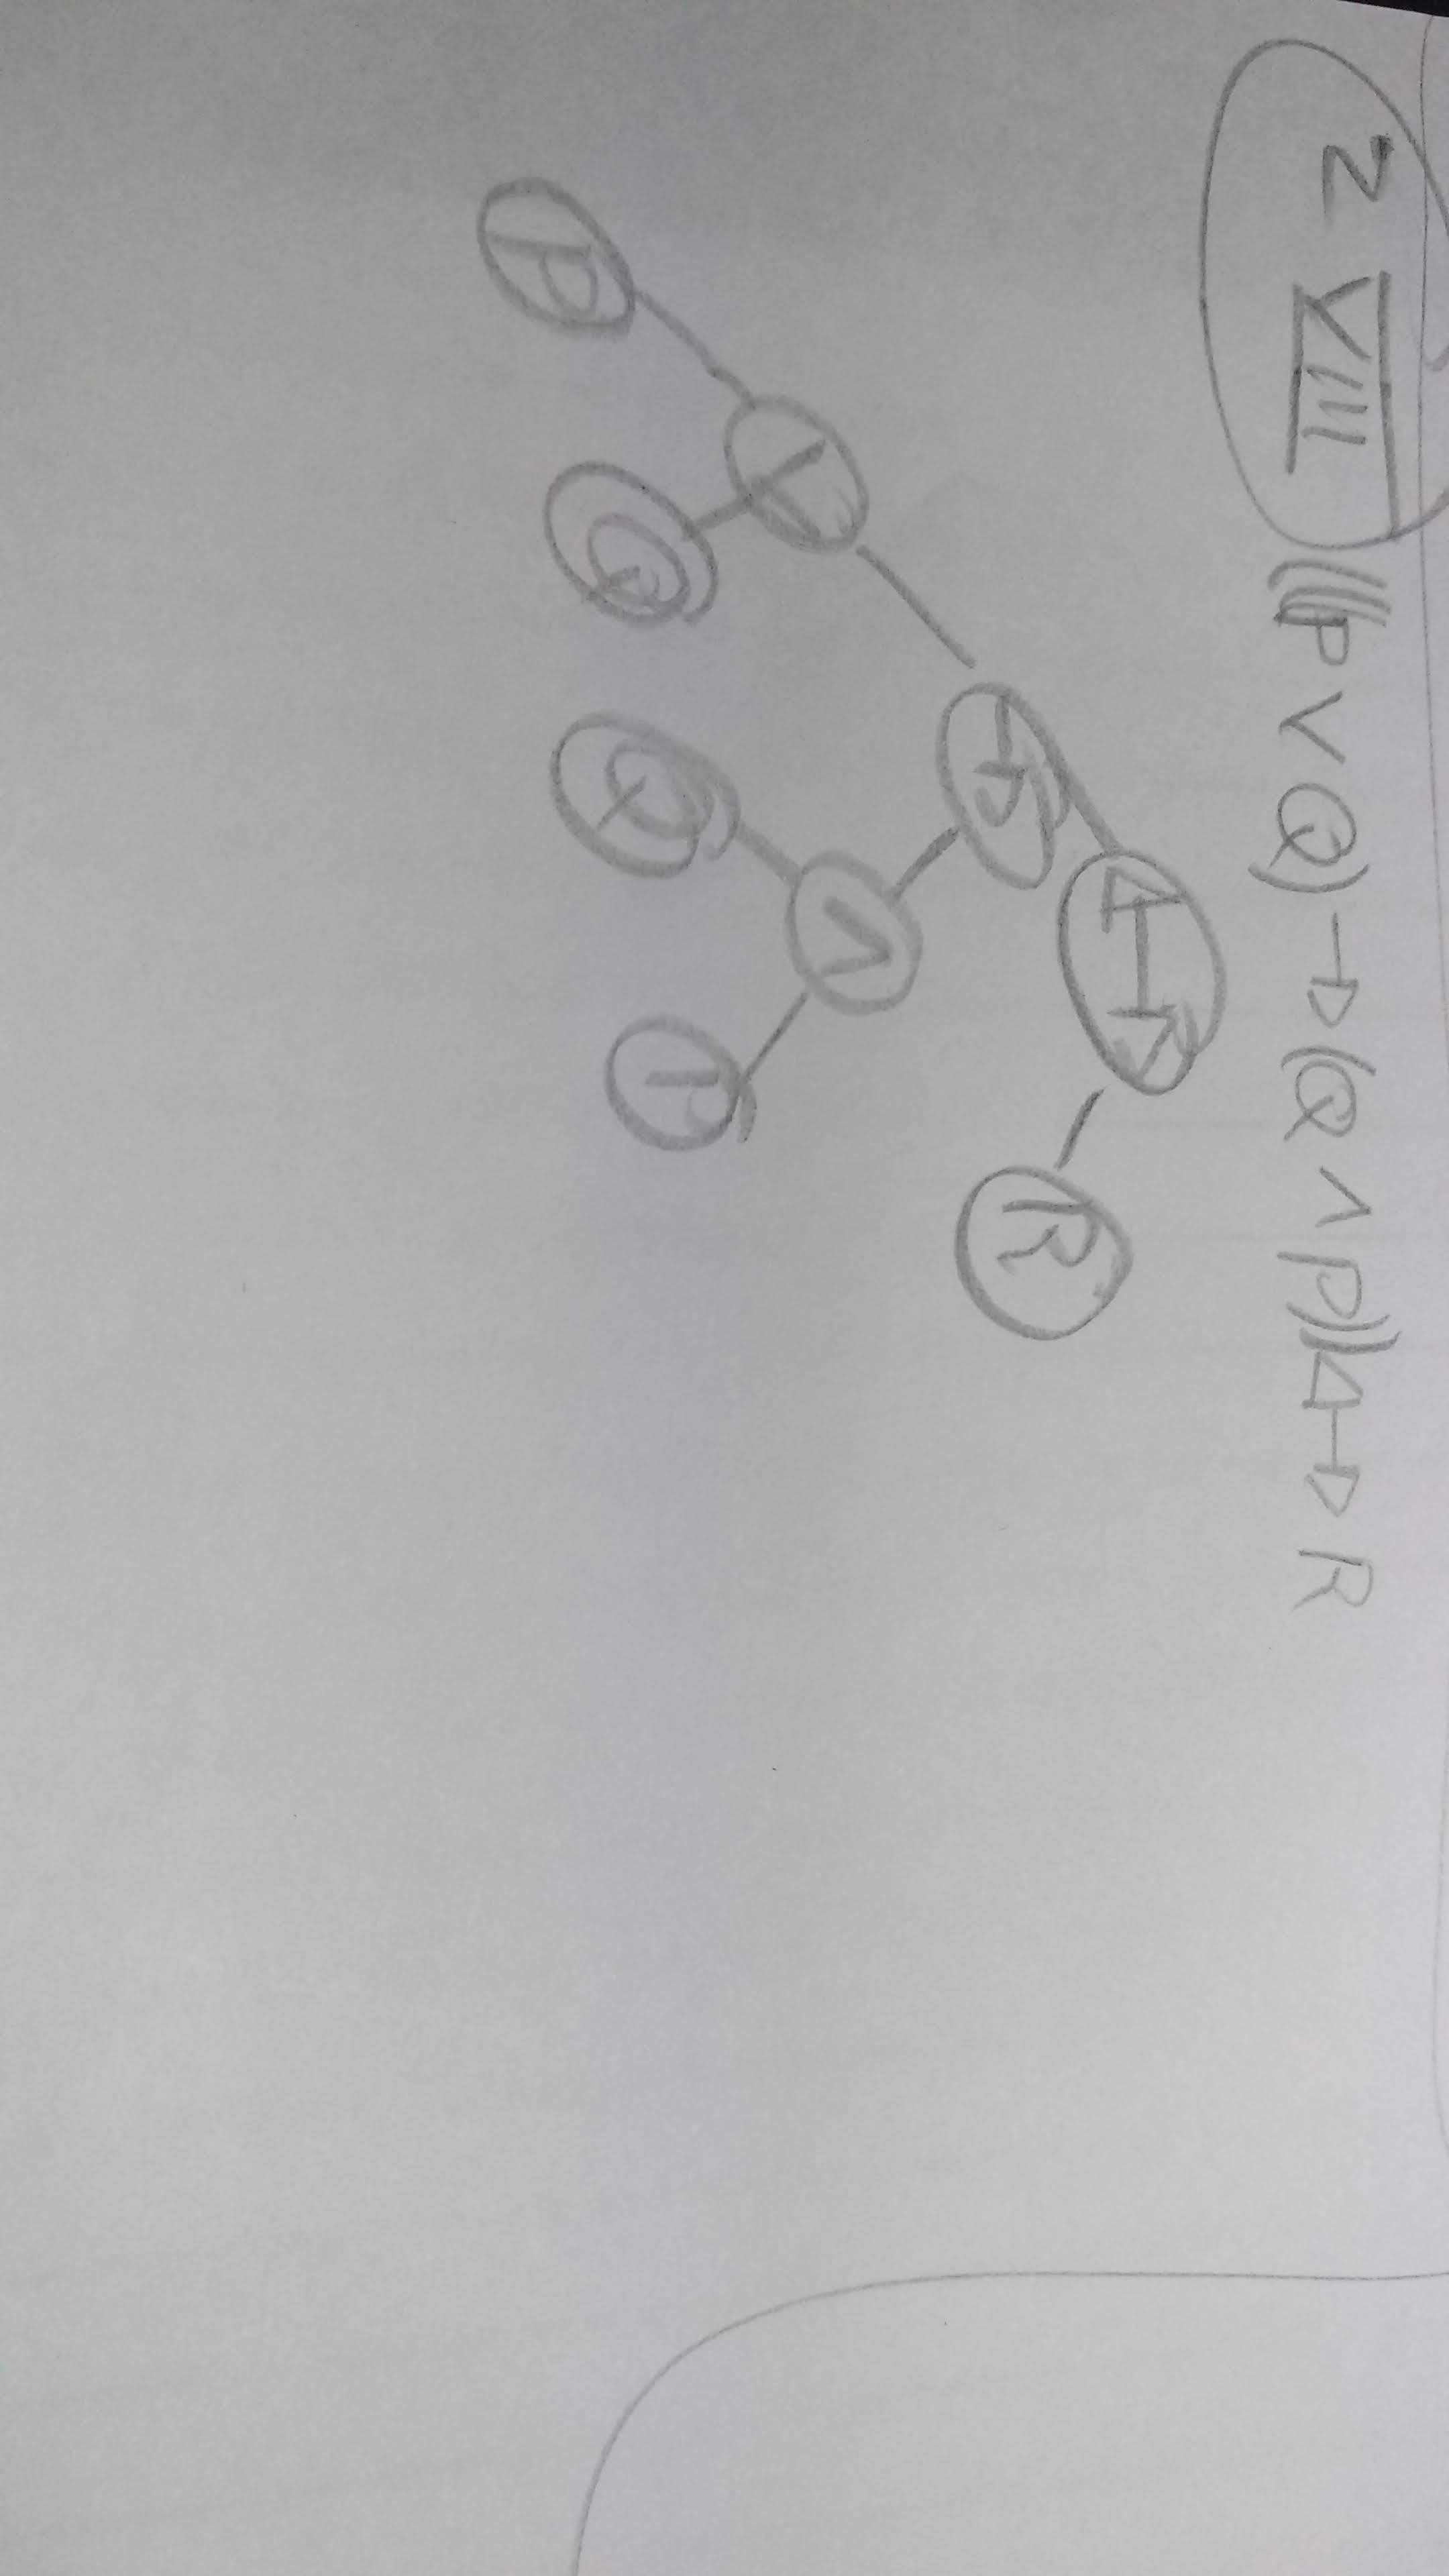 2 VIII (((P ∨ Q) → (Q ∧ P)) ↔ R
↔
→ R
∨ ∧
P Q Q P